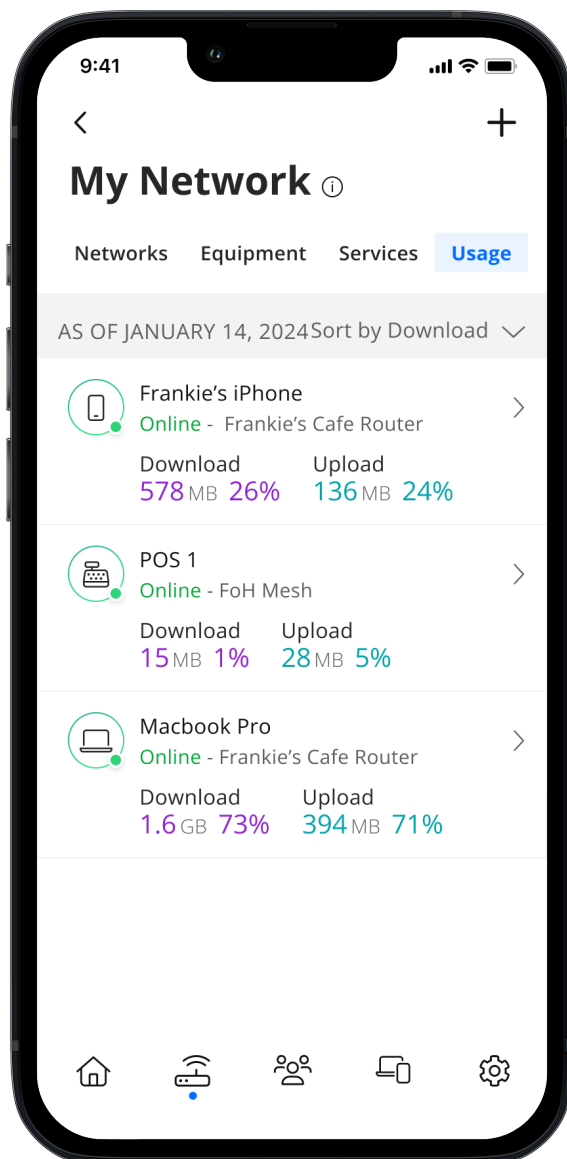 9:41
My Network
Networks Equipment Services Usage
AS OF JANUARY 14, 2024 Sort by Download
Frankie’s iPhone
Online - Frankie’s Cafe Router
Download Upload
578 MB 26% 136 MB 24%
POS 1
Online - FoH Mesh
Download Upload
15 MB 1% 28 MB 5%
Macbook Pro
Online - Frankie’s Cafe Router
Download Upload
1.6 GB 73% 394 MB 71%